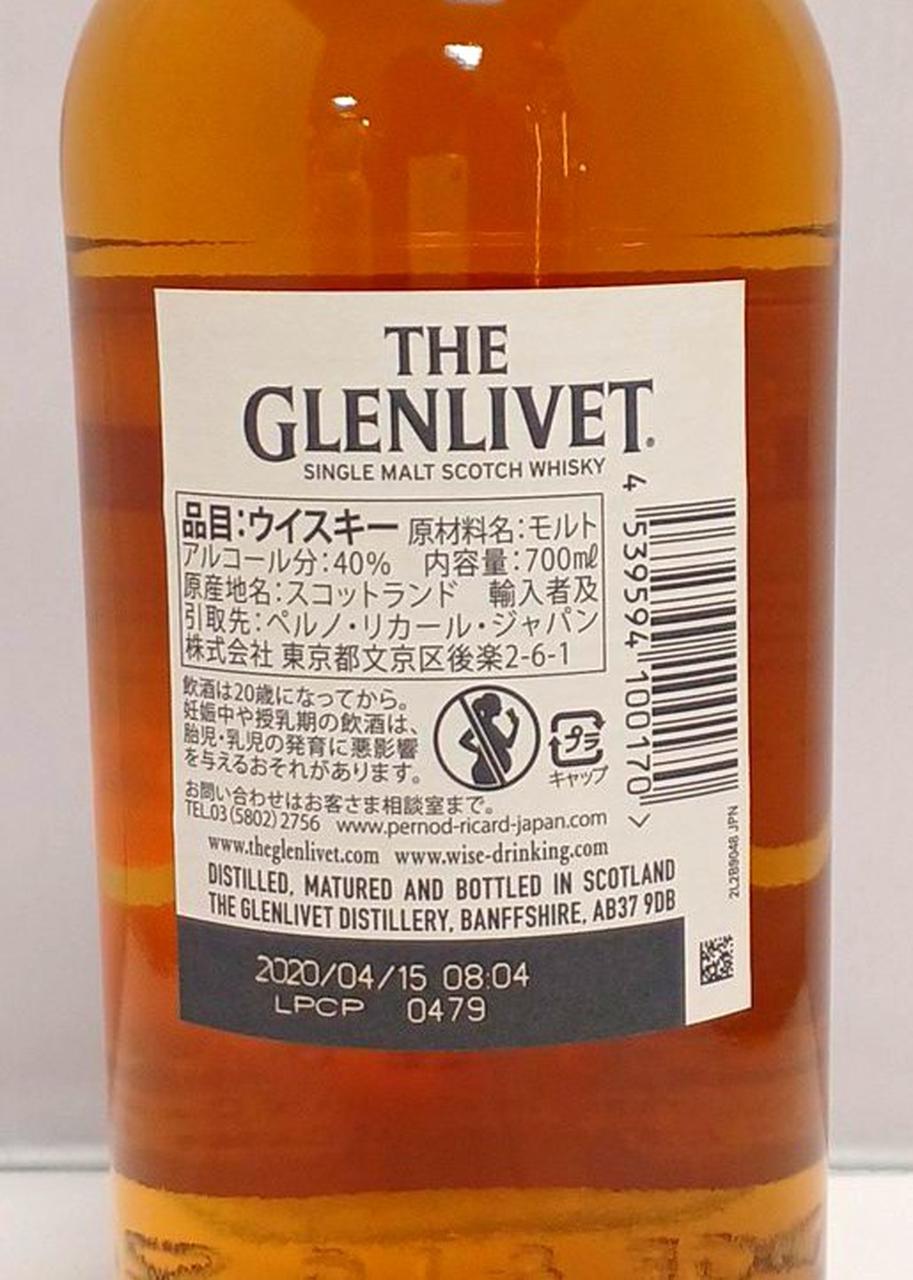 THE
GLENLIVET®
SINGLE MALT SCOTCH WHISKY
品目:ウイスキー 原材料名:モルト
アルコール分:40% 内容量:700mℓ
原産地名:スコットランド 輸入者及
引取先:ペルノ・リカール・ジャパン
株式会社 東京都文京区後楽2-6-1
飲酒は20歳になってから。
妊娠中や授乳期の飲酒は、
胎児・乳児の発育に悪影響
を与えるおそれがあります。
プラ
キャップ
お問い合わせはお客さま相談室まで。
TEL.03(5802)2756 www.pernod-ricard-japan.com
www.theglenlivet.com www.wise-drinking.com
DISTILLED, MATURED AND BOTTLED IN SCOTLAND
THE GLENLIVET DISTILLERY, BANFFSHIRE, AB37 9DB
2020/04/15 08:04
LPCP 0479
4 539594 100170 >
2L2B9048 JPN